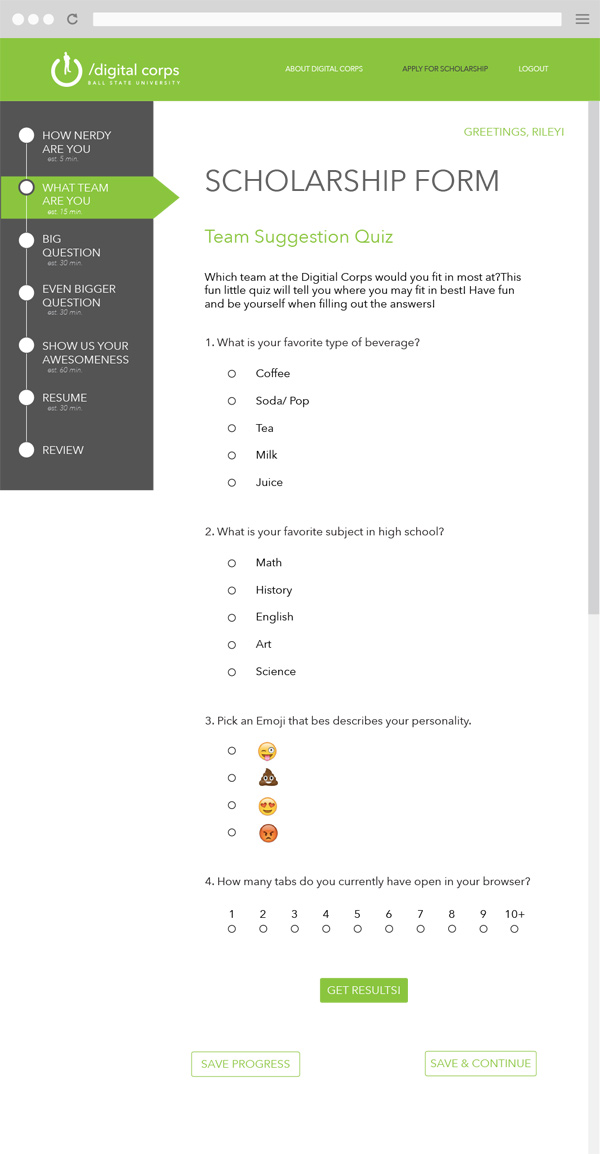 /digital corps
BALL STATE UNIVERSITY
ABOUT DIGITAL CORPS
APPLY FOR SCHOLARSHIP
LOGOUT
HOW NERDY
ARE YOU
est. 5 min.
WHAT TEAM
ARE YOU
est. 15 min.
BIG
QUESTION
est. 30 min.
EVEN BIGGER
QUESTION
est. 30 min.
SHOW US YOUR
AWESOMENESS
est. 60 min.
RESUME
est. 30 min.
REVIEW
GREETINGS, RILEY!
SCHOLARSHIP FORM
Team Suggestion Quiz
Which team at the Digitial Corps would you fit in most at?This
fun little quiz will tell you where you may fit in best! Have fun
and be yourself when filling out the answers!
1. What is your favorite type of beverage?
Coffee
Soda/ Pop
Tea
Milk
Juice
2. What is your favorite subject in high school?
Math
History
English
Art
Science
3. Pick an Emoji that bes describes your personality.
4. How many tabs do you currently have open in your browser?
1 2 3 4 5 6 7 8 9 10+
GET RESULTS!
SAVE PROGRESS
SAVE & CONTINUE